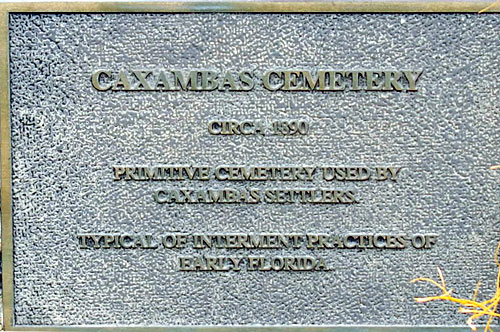 CAXAMBAS CEMETERY
CIRCA 1890
PRIMITIVE CEMETERY USED BY
CAXAMBAS SETTLERS.
TYPICAL OF INTERMENT PRACTICES OF
EARLY FLORIDA.